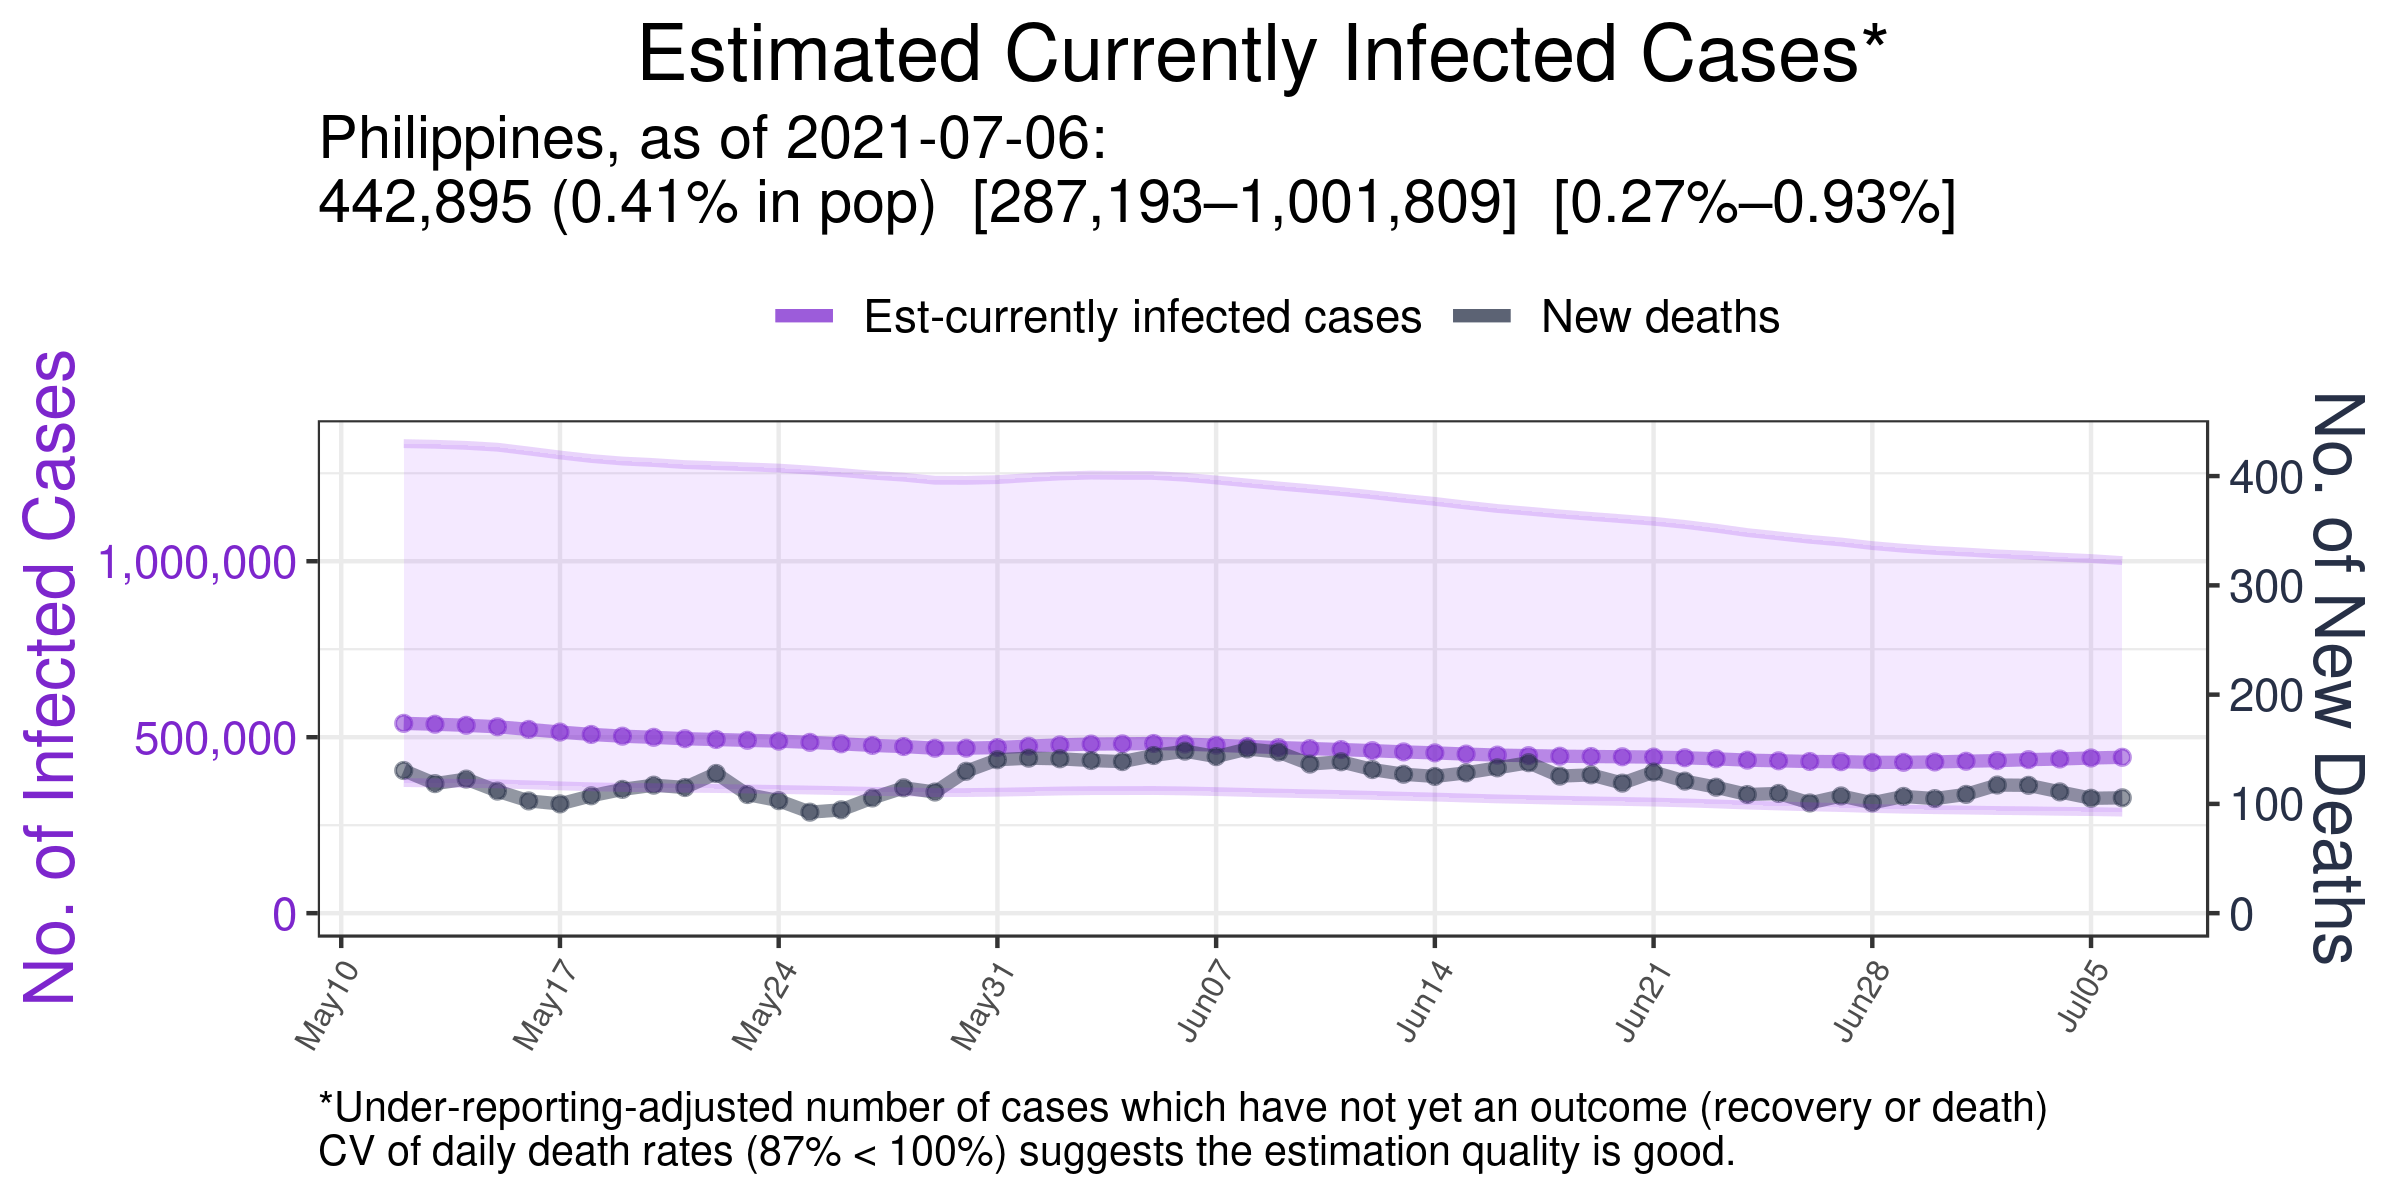 Estimated Currently Infected Cases*
Philippines, as of 2021-07-06:
442,895 (0.41% in pop) [287,193–1,001,809] [0.27%–0.93%]
Est-currently infected cases
New deaths
No. of Infected Cases
1,000,000
500,000
0
No. of New Deaths
400
300
200
100
0
May10
May17
May24
May31
Jun07
Jun14
Jun21
Jun28
Jul05
*Under-reporting-adjusted number of cases which have not yet an outcome (recovery or death)
CV of daily death rates (87% < 100%) suggests the estimation quality is good.